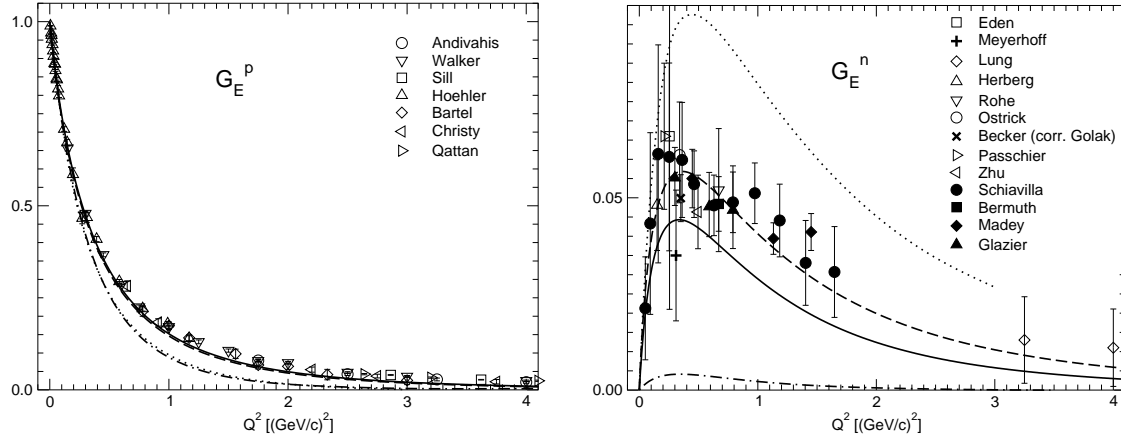 1.0
0.5
0.0
G_E^p
Andivahis
Walker
Sill
Hoehler
Bartel
Christy
Qattan
0 1 2 3 4
Q^2 [(GeV/c)^2]
0.05
0.00
G_E^n
Eden
Meyerhoff
Lung
Herberg
Rohe
Ostrick
Becker (corr. Golak)
Passchier
Zhu
Schiavilla
Bermuth
Madey
Glazier
0 1 2 3 4
Q^2 [(GeV/c)^2]